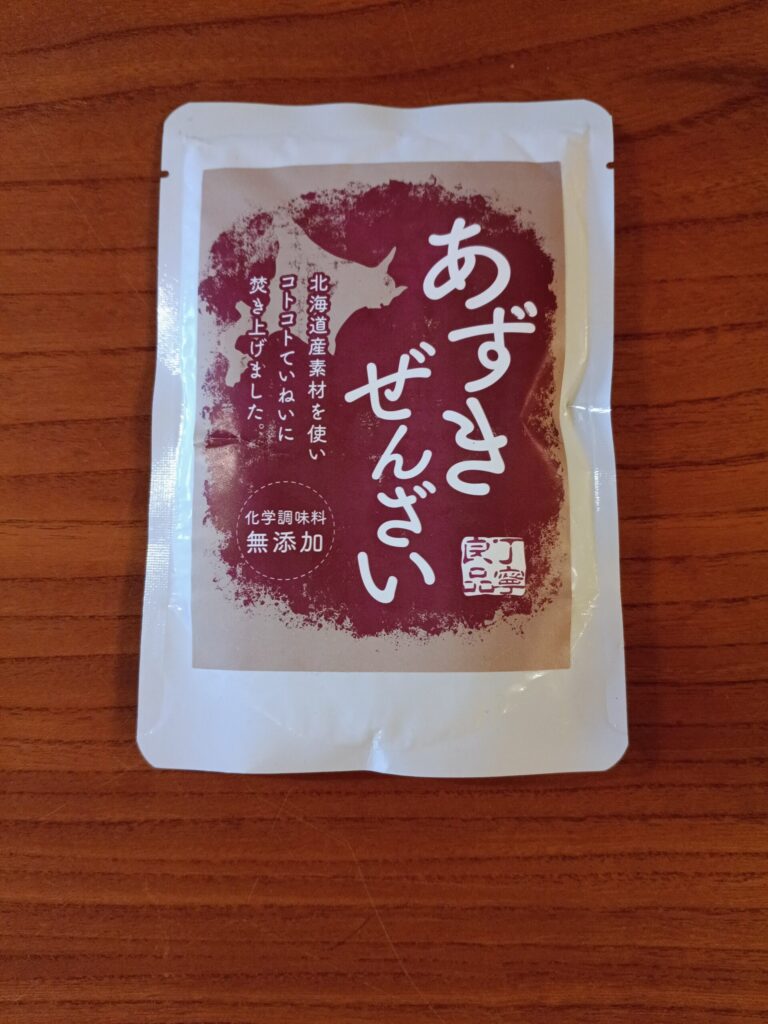 あずき
ぜんざい
北海道産素材を使い
コトコトていねいに
焚き上げました。
化学調味料
無添加
丁寧
良品